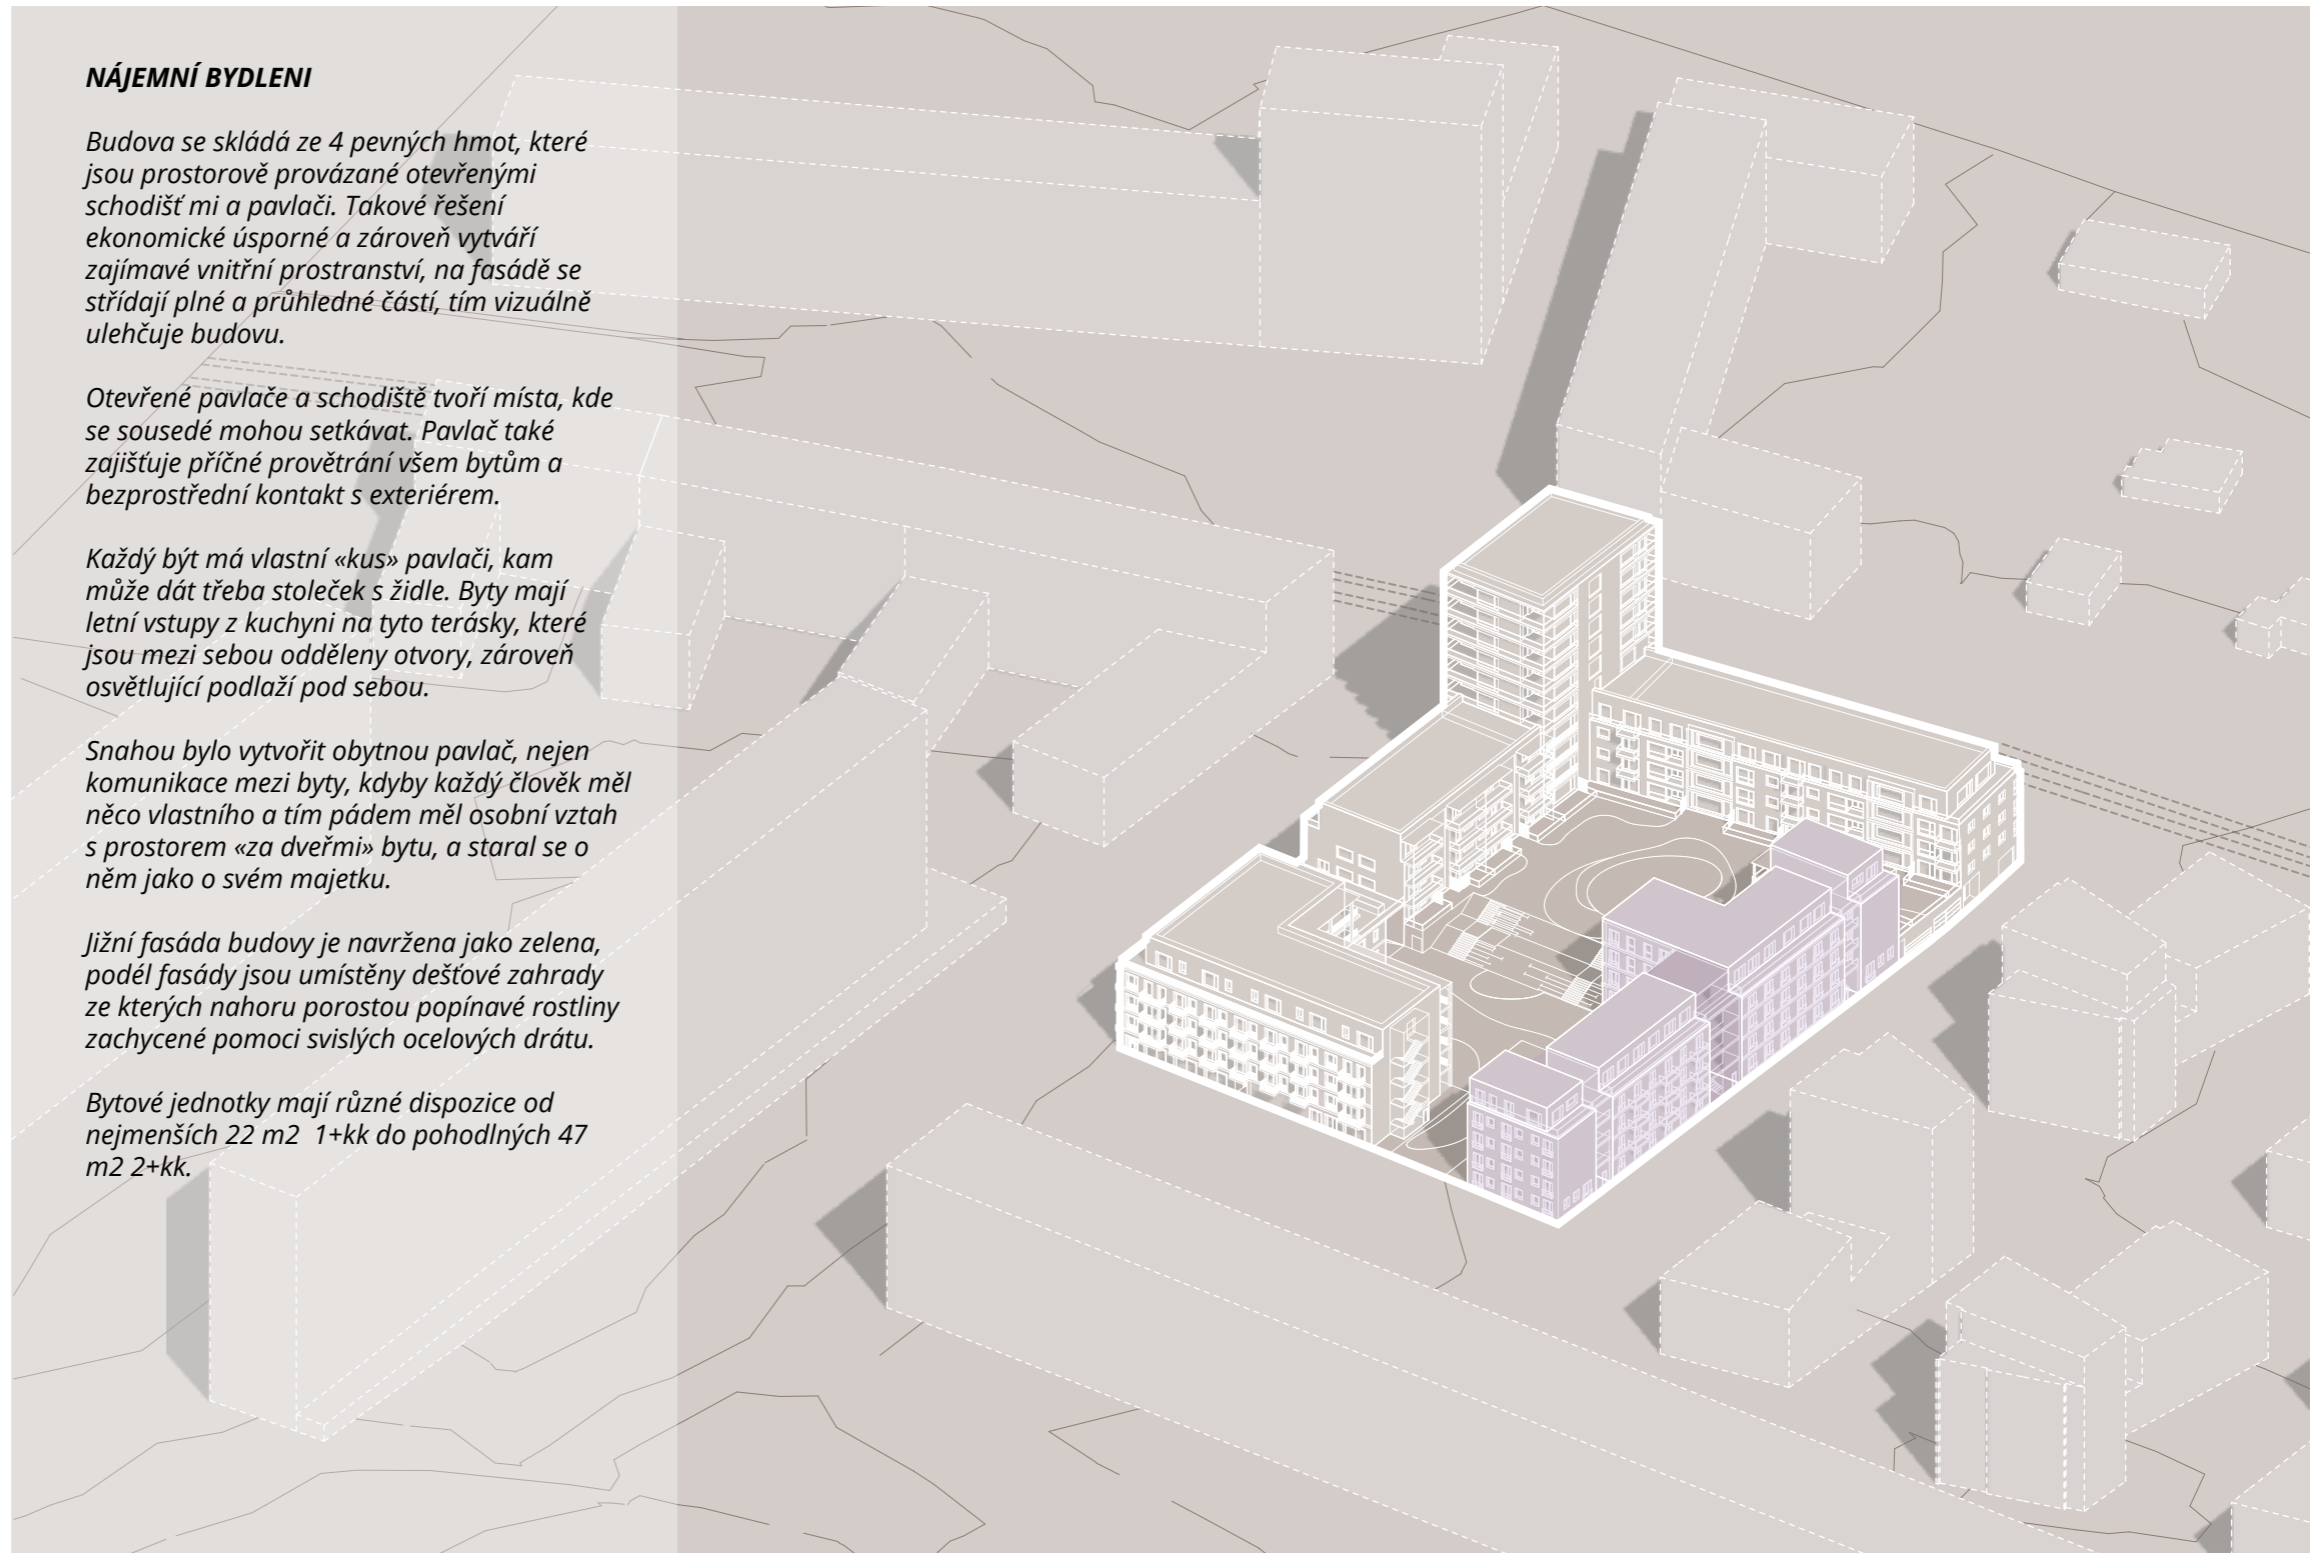 NÁJEMNÍ BYDLENI
Budova se skládá ze 4 pevných hmot, které
jsou prostorově provázané otevřenými
schodišť mi a pavlači. Takové řešení
ekonomické úsporné a zároveň vytváří
zajímavé vnitřní prostranství, na fasádě se
střídají plné a průhledné částí, tím vizuálně
ulehčuje budovu.
Otevřené pavlače a schodiště tvoří místa, kde
se sousedé mohou setkávat. Pavlač také
zajišťuje příčné provětrání všem bytům a
bezprostřední kontakt s exteriérem.
Každý být má vlastní «kus» pavlači, kam
může dát třeba stoleček s židle. Byty mají
letní vstupy z kuchyni na tyto terásky, které
jsou mezi sebou odděleny otvory, zároveň
osvětlující podlaží pod sebou.
Snahou bylo vytvořit obytnou pavlač, nejen
komunikace mezi byty, kdyby každý člověk měl
něco vlastního a tím pádem měl osobní vztah
s prostorem «za dveřmi» bytu, a staral se o
něm jako o svém majetku.
Jižní fasáda budovy je navržena jako zelena,
podél fasády jsou umístěny dešťové zahrady
ze kterých nahoru porostou popínavé rostliny
zachycené pomoci svislých ocelových drátu.
Bytové jednotky mají různé dispozice od
nejmenších 22 m2  1+kk do pohodlných 47
m2 2+kk.